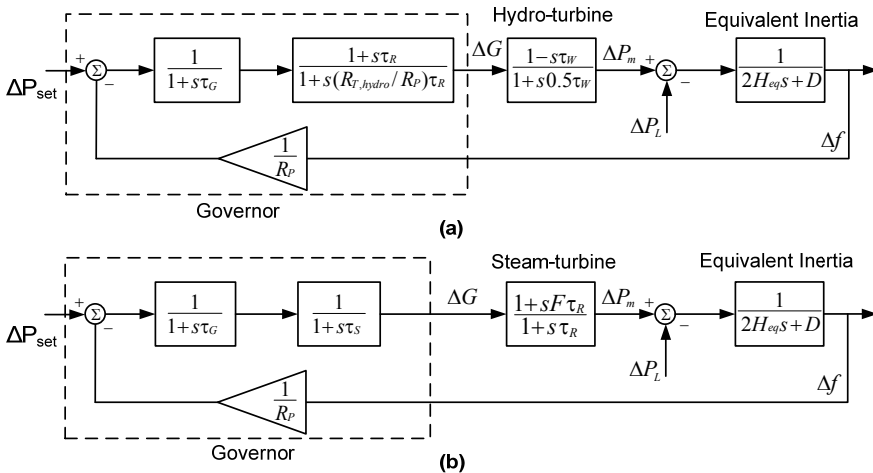 Hydro-turbine
Equivalent Inertia
ΔP_set
+
Σ
−
1/(1+sτ_G)
(1+sτ_R)/(1+s(R_T,hydro/R_P)τ_R)
ΔG
(1−sτ_W)/(1+s0.5τ_W)
ΔP_m
+
Σ
−
1/(2H_eq s+D)
ΔP_L
Δf
1/R_P
Governor
(a)
Steam-turbine
Equivalent Inertia
ΔP_set
+
Σ
−
1/(1+sτ_G)
1/(1+sτ_S)
ΔG
(1+sFτ_R)/(1+sτ_R)
ΔP_m
+
Σ
−
1/(2H_eq s+D)
ΔP_L
Δf
1/R_P
Governor
(b)